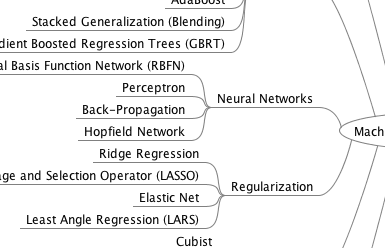 AdaBoost
Stacked Generalization (Blending)
dient Boosted Regression Trees (GBRT)
al Basis Function Network (RBFN)
Perceptron
Neural Networks
Back-Propagation
Hopfield Network
Mach
Ridge Regression
age and Selection Operator (LASSO)
Regularization
Elastic Net
Least Angle Regression (LARS)
Cubist